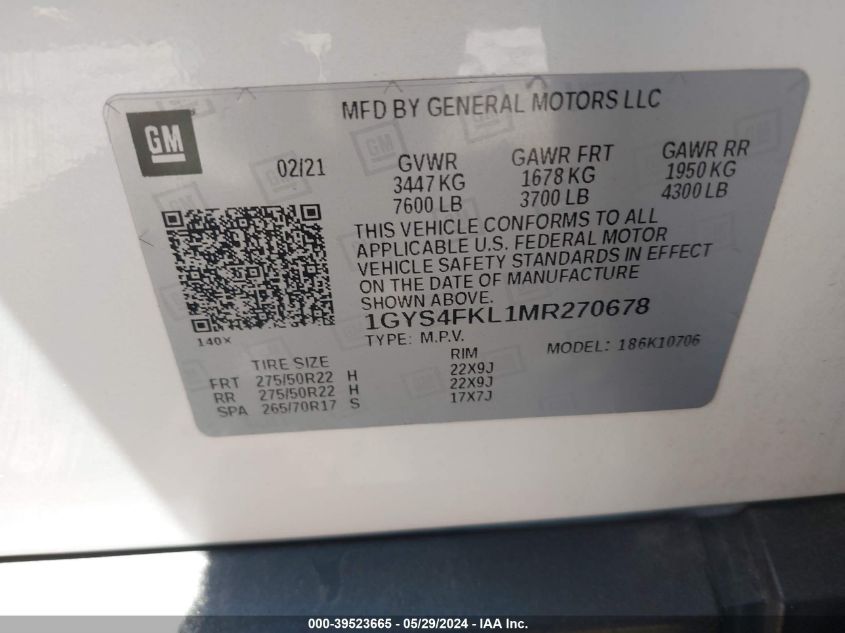 MFD BY GENERAL MOTORS LLC
GM
02/21
GVWR
3447 KG
7600 LB
GAWR FRT
1678 KG
3700 LB
GAWR RR
1950 KG
4300 LB
THIS VEHICLE CONFORMS TO ALL
APPLICABLE U.S. FEDERAL MOTOR
VEHICLE SAFETY STANDARDS IN EFFECT
ON THE DATE OF MANUFACTURE
SHOWN ABOVE.
1GYS4FKL1MR270678
140X
TYPE: M.P.V.
MODEL: 186K10706
TIRE SIZE RIM
FRT 275/50R22 H 22X9J
RR 275/50R22 H 22X9J
SPA 265/70R17 S 17X7J
000-39523665 - 05/29/2024 - IAA Inc.